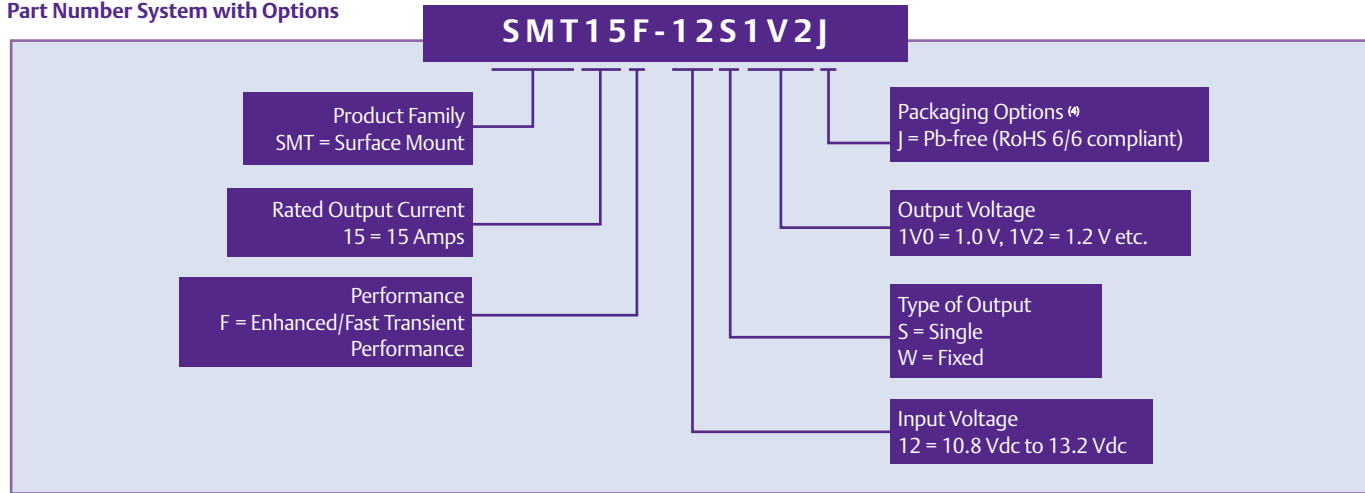 Part Number System with Options
SMT15F-12S1V2J
Product Family
SMT = Surface Mount
Rated Output Current
15 = 15 Amps
Performance
F = Enhanced/Fast Transient
Performance
Packaging Options (4)
J = Pb-free (RoHS 6/6 compliant)
Output Voltage
1V0 = 1.0 V, 1V2 = 1.2 V etc.
Type of Output
S = Single
W = Fixed
Input Voltage
12 = 10.8 Vdc to 13.2 Vdc